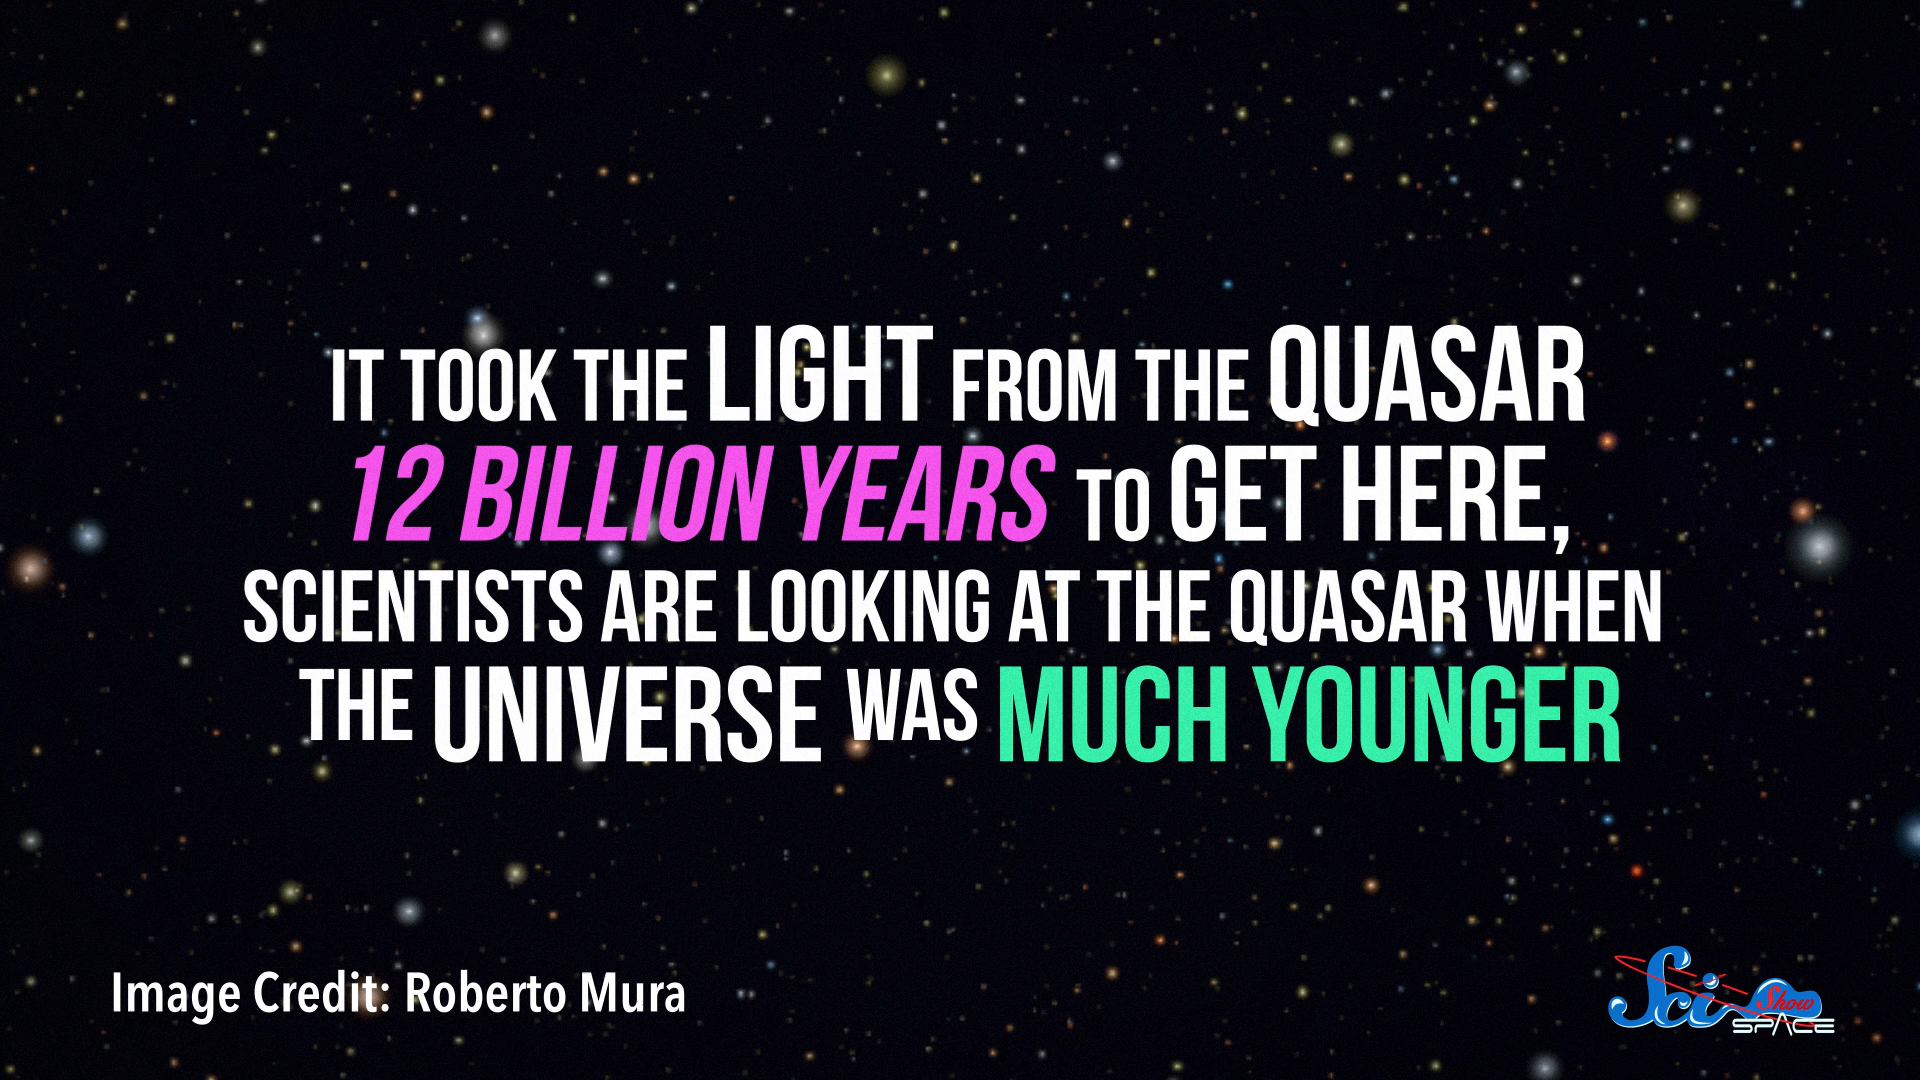 IT TOOK THE LIGHT FROM THE QUASAR
12 BILLION YEARS TO GET HERE,
SCIENTISTS ARE LOOKING AT THE QUASAR WHEN
THE UNIVERSE WAS MUCH YOUNGER
Image Credit: Roberto Mura
Sci Show
SPACE